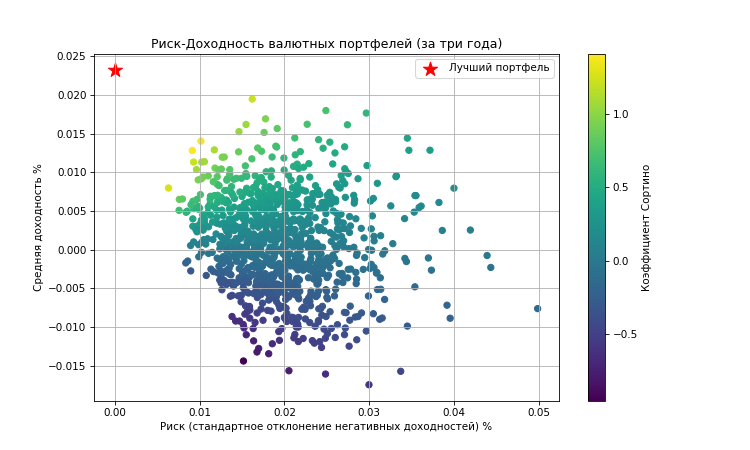 Риск-Доходность валютных портфелей (за три года)
Лучший портфель
0.025
0.020
0.015
0.010
0.005
0.000
−0.005
−0.010
−0.015
Средняя доходность %
0.00 0.01 0.02 0.03 0.04 0.05
Риск (стандартное отклонение негативных доходностей) %
1.0
0.5
0.0
−0.5
Коэффициент Сортино